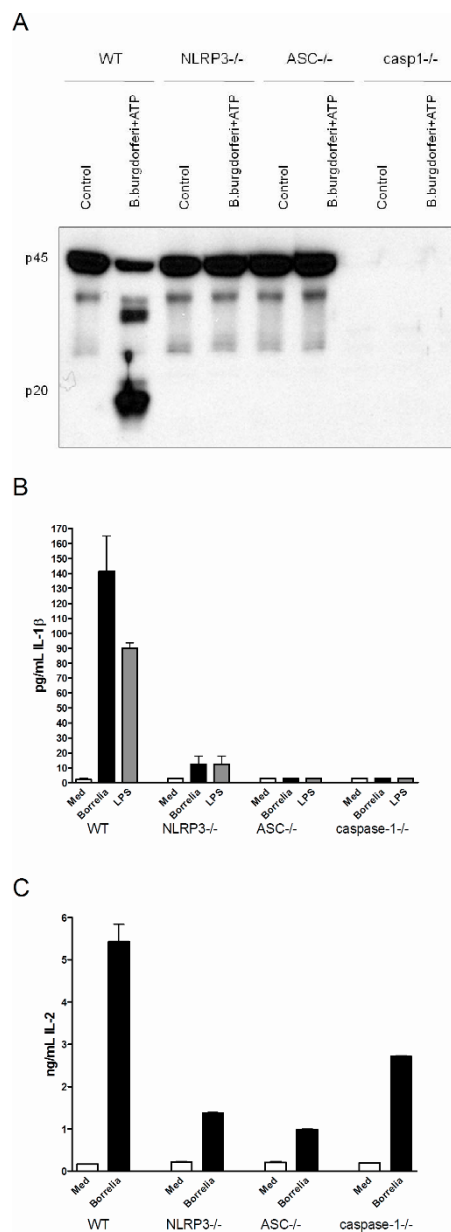 A
WT NLRP3-/- ASC-/- casp1-/-
Control B.burgdorferi+ATP Control B.burgdorferi+ATP Control B.burgdorferi+ATP Control B.burgdorferi+ATP
p45
p20
B
pg/mL IL-1β
170
160
150
140
130
120
110
100
90
80
70
60
50
40
30
20
10
0
Med Borrelia LPS Med Borrelia LPS Med Borrelia LPS Med Borrelia LPS
WT NLRP3-/- ASC-/- caspase-1-/-
C
ng/mL IL-2
6
5
4
3
2
1
0
Med Borrelia Med Borrelia Med Borrelia Med Borrelia
WT NLRP3-/- ASC-/- caspase-1-/-